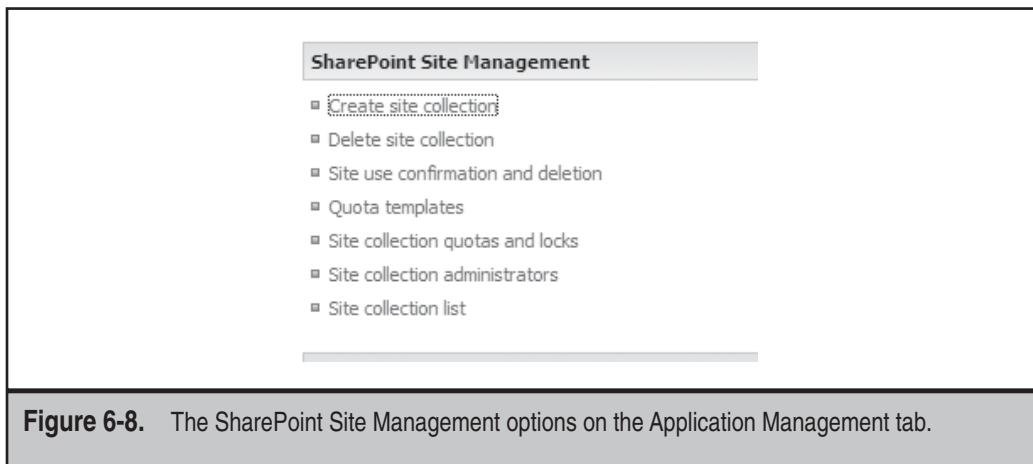 SharePoint Site Management
Create site collection
Delete site collection
Site use confirmation and deletion
Quota templates
Site collection quotas and locks
Site collection administrators
Site collection list
Figure 6-8. The SharePoint Site Management options on the Application Management tab.